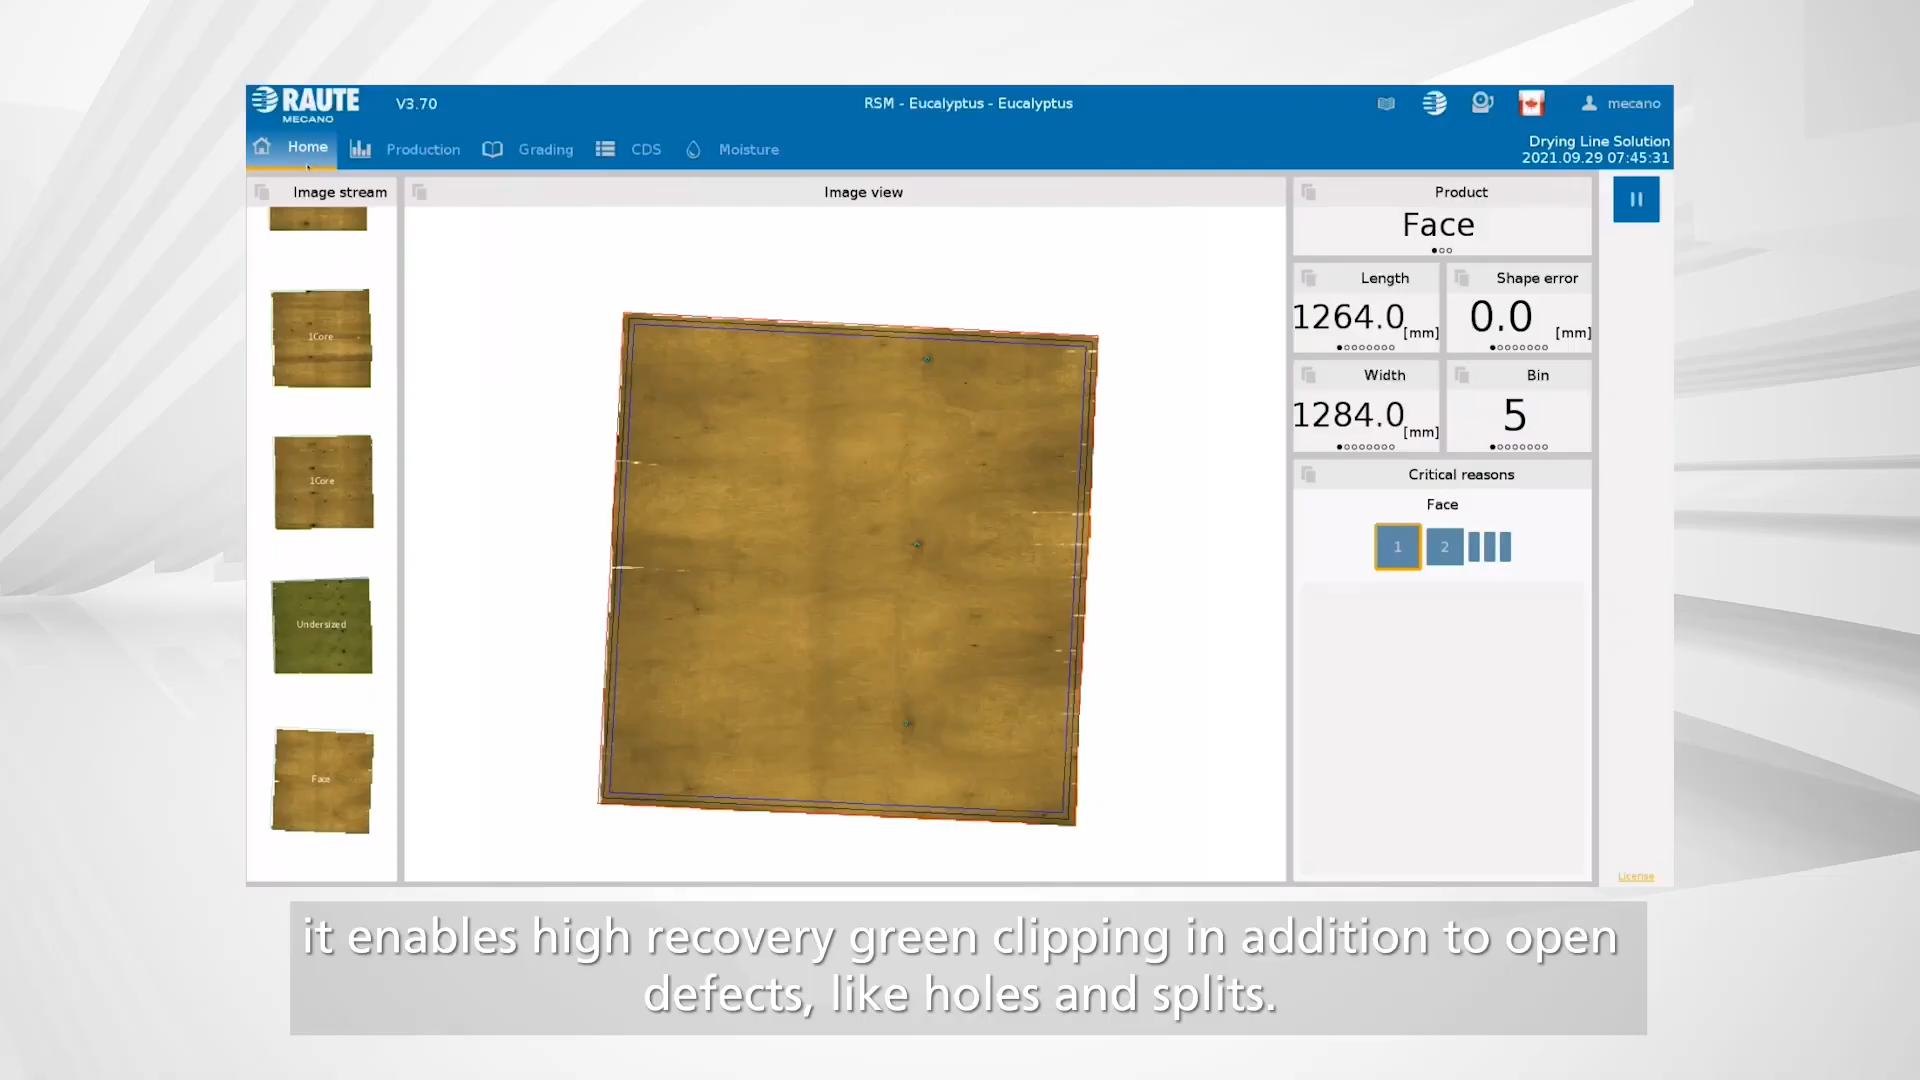 RAUTE
MECANO
V3.70
RSM - Eucalyptus - Eucalyptus
mecano
Home
Production
Grading
CDS
Moisture
Drying Line Solution
2021.09.29 07:45:31
Image stream
Image view
Product
Face
Length
1264.0 [mm]
Shape error
0.0 [mm]
Width
1284.0 [mm]
Bin
5
Critical reasons
Face
1
2
1Core
1Core
Undersized
Face
License
it enables high recovery green clipping in addition to open
defects, like holes and splits.